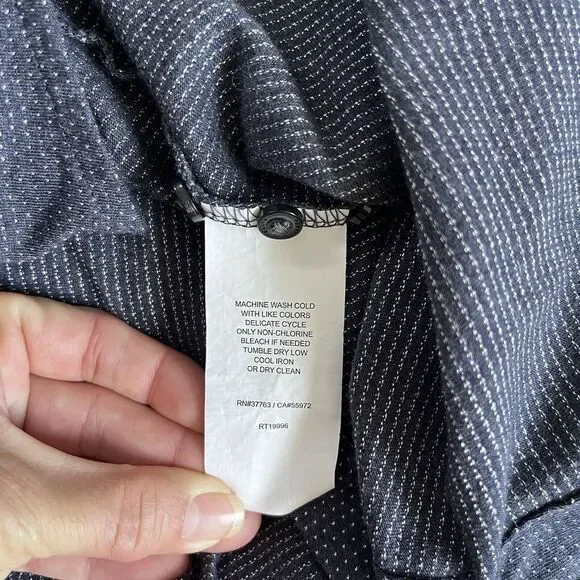 MACHINE WASH COLD
WITH LIKE COLORS
DELICATE CYCLE
ONLY NON-CHLORINE
BLEACH IF NEEDED
TUMBLE DRY LOW
COOL IRON
OR DRY CLEAN
RN#37763 / CA#55972
RT19996